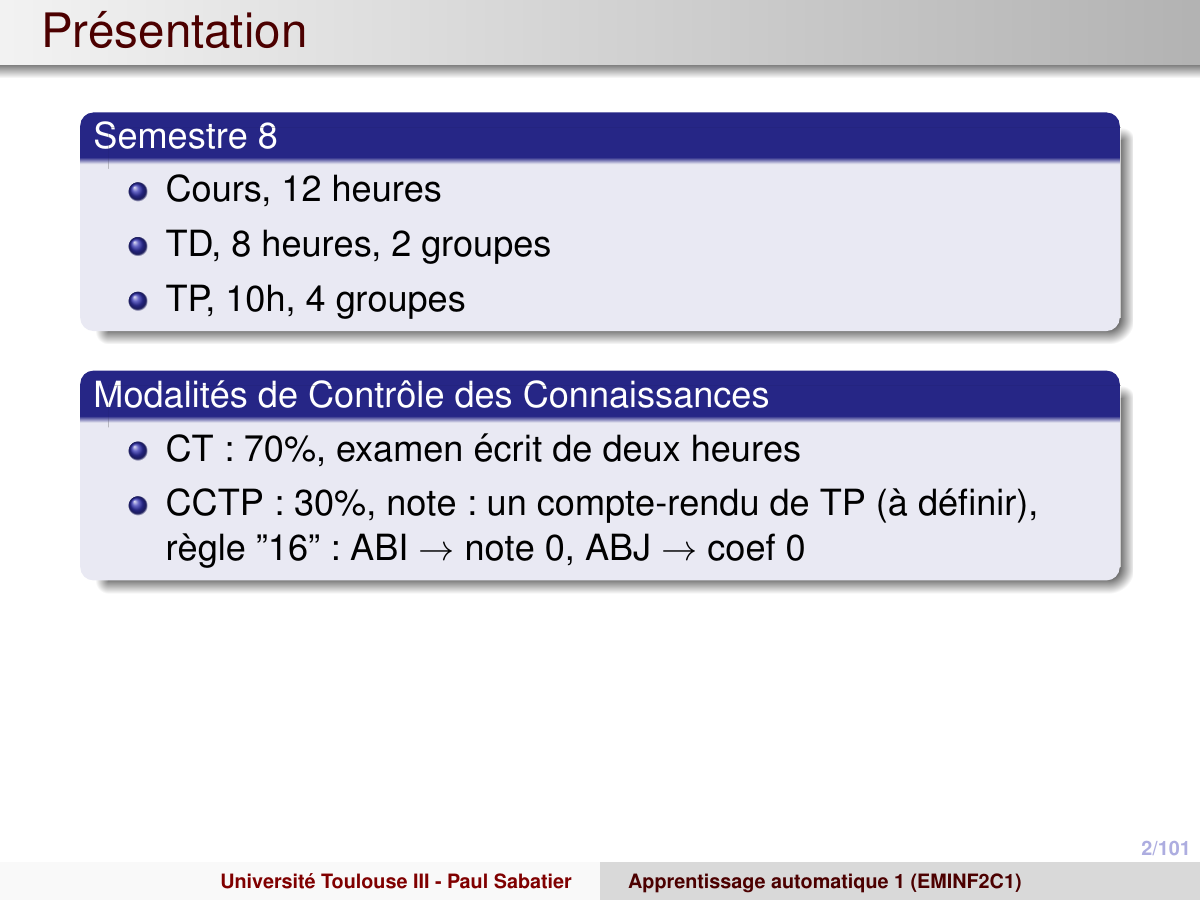 Présentation
Semestre 8
Cours, 12 heures
TD, 8 heures, 2 groupes
TP, 10h, 4 groupes
Modalités de Contrôle des Connaissances
CT : 70%, examen écrit de deux heures
CCTP : 30%, note : un compte-rendu de TP (à définir),
règle ”16” : ABI → note 0, ABJ → coef 0
2/101
Université Toulouse III - Paul Sabatier
Apprentissage automatique 1 (EMINF2C1)